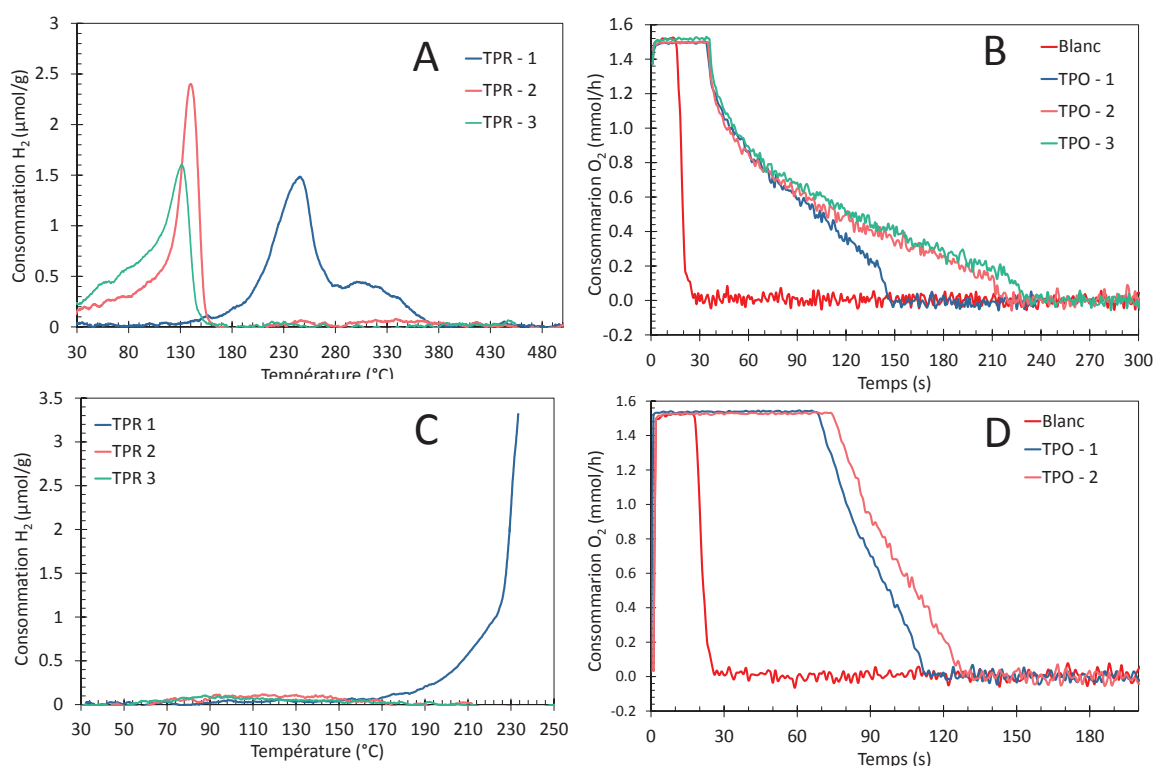 A
Consommation H2 (µmol/g)
3
2.5
2
1.5
1
0.5
0
30 80 130 180 230 280 330 380 430 480
Température (°C)
TPR - 1
TPR - 2
TPR - 3
B
Consommarion O2 (mmol/h)
1.6
1.4
1.2
1.0
0.8
0.6
0.4
0.2
0.0
-0.2
0 30 60 90 120 150 180 210 240 270 300
Temps (s)
Blanc
TPO - 1
TPO - 2
TPO - 3
C
Consommation H2 (µmol/g)
3.5
3
2.5
2
1.5
1
0.5
0
30 50 70 90 110 130 150 170 190 210 230 250
Température (°C)
TPR 1
TPR 2
TPR 3
D
Consommarion O2 (mmol/h)
1.6
1.4
1.2
1.0
0.8
0.6
0.4
0.2
0.0
-0.2
0 30 60 90 120 150 180
Temps (s)
Blanc
TPO - 1
TPO - 2